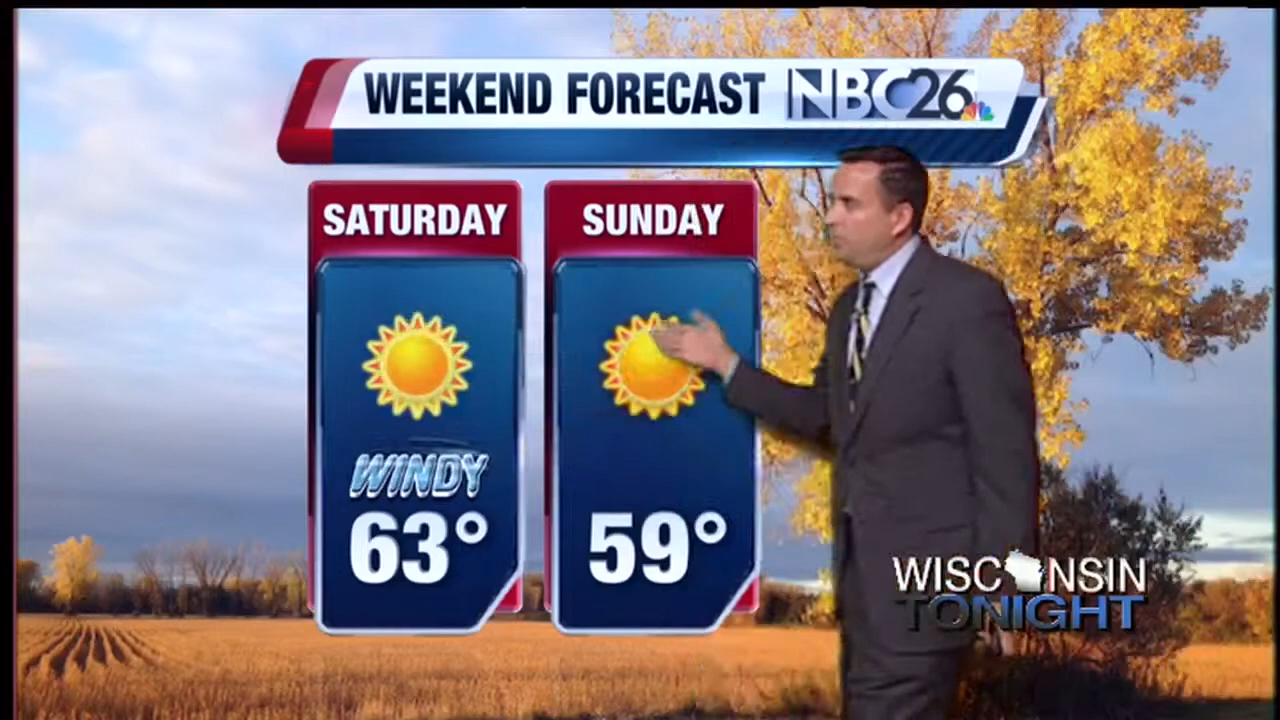 WEEKEND FORECAST NBC26
SATURDAY
WINDY
63°
SUNDAY
59°
WISCONSIN
TONIGHT